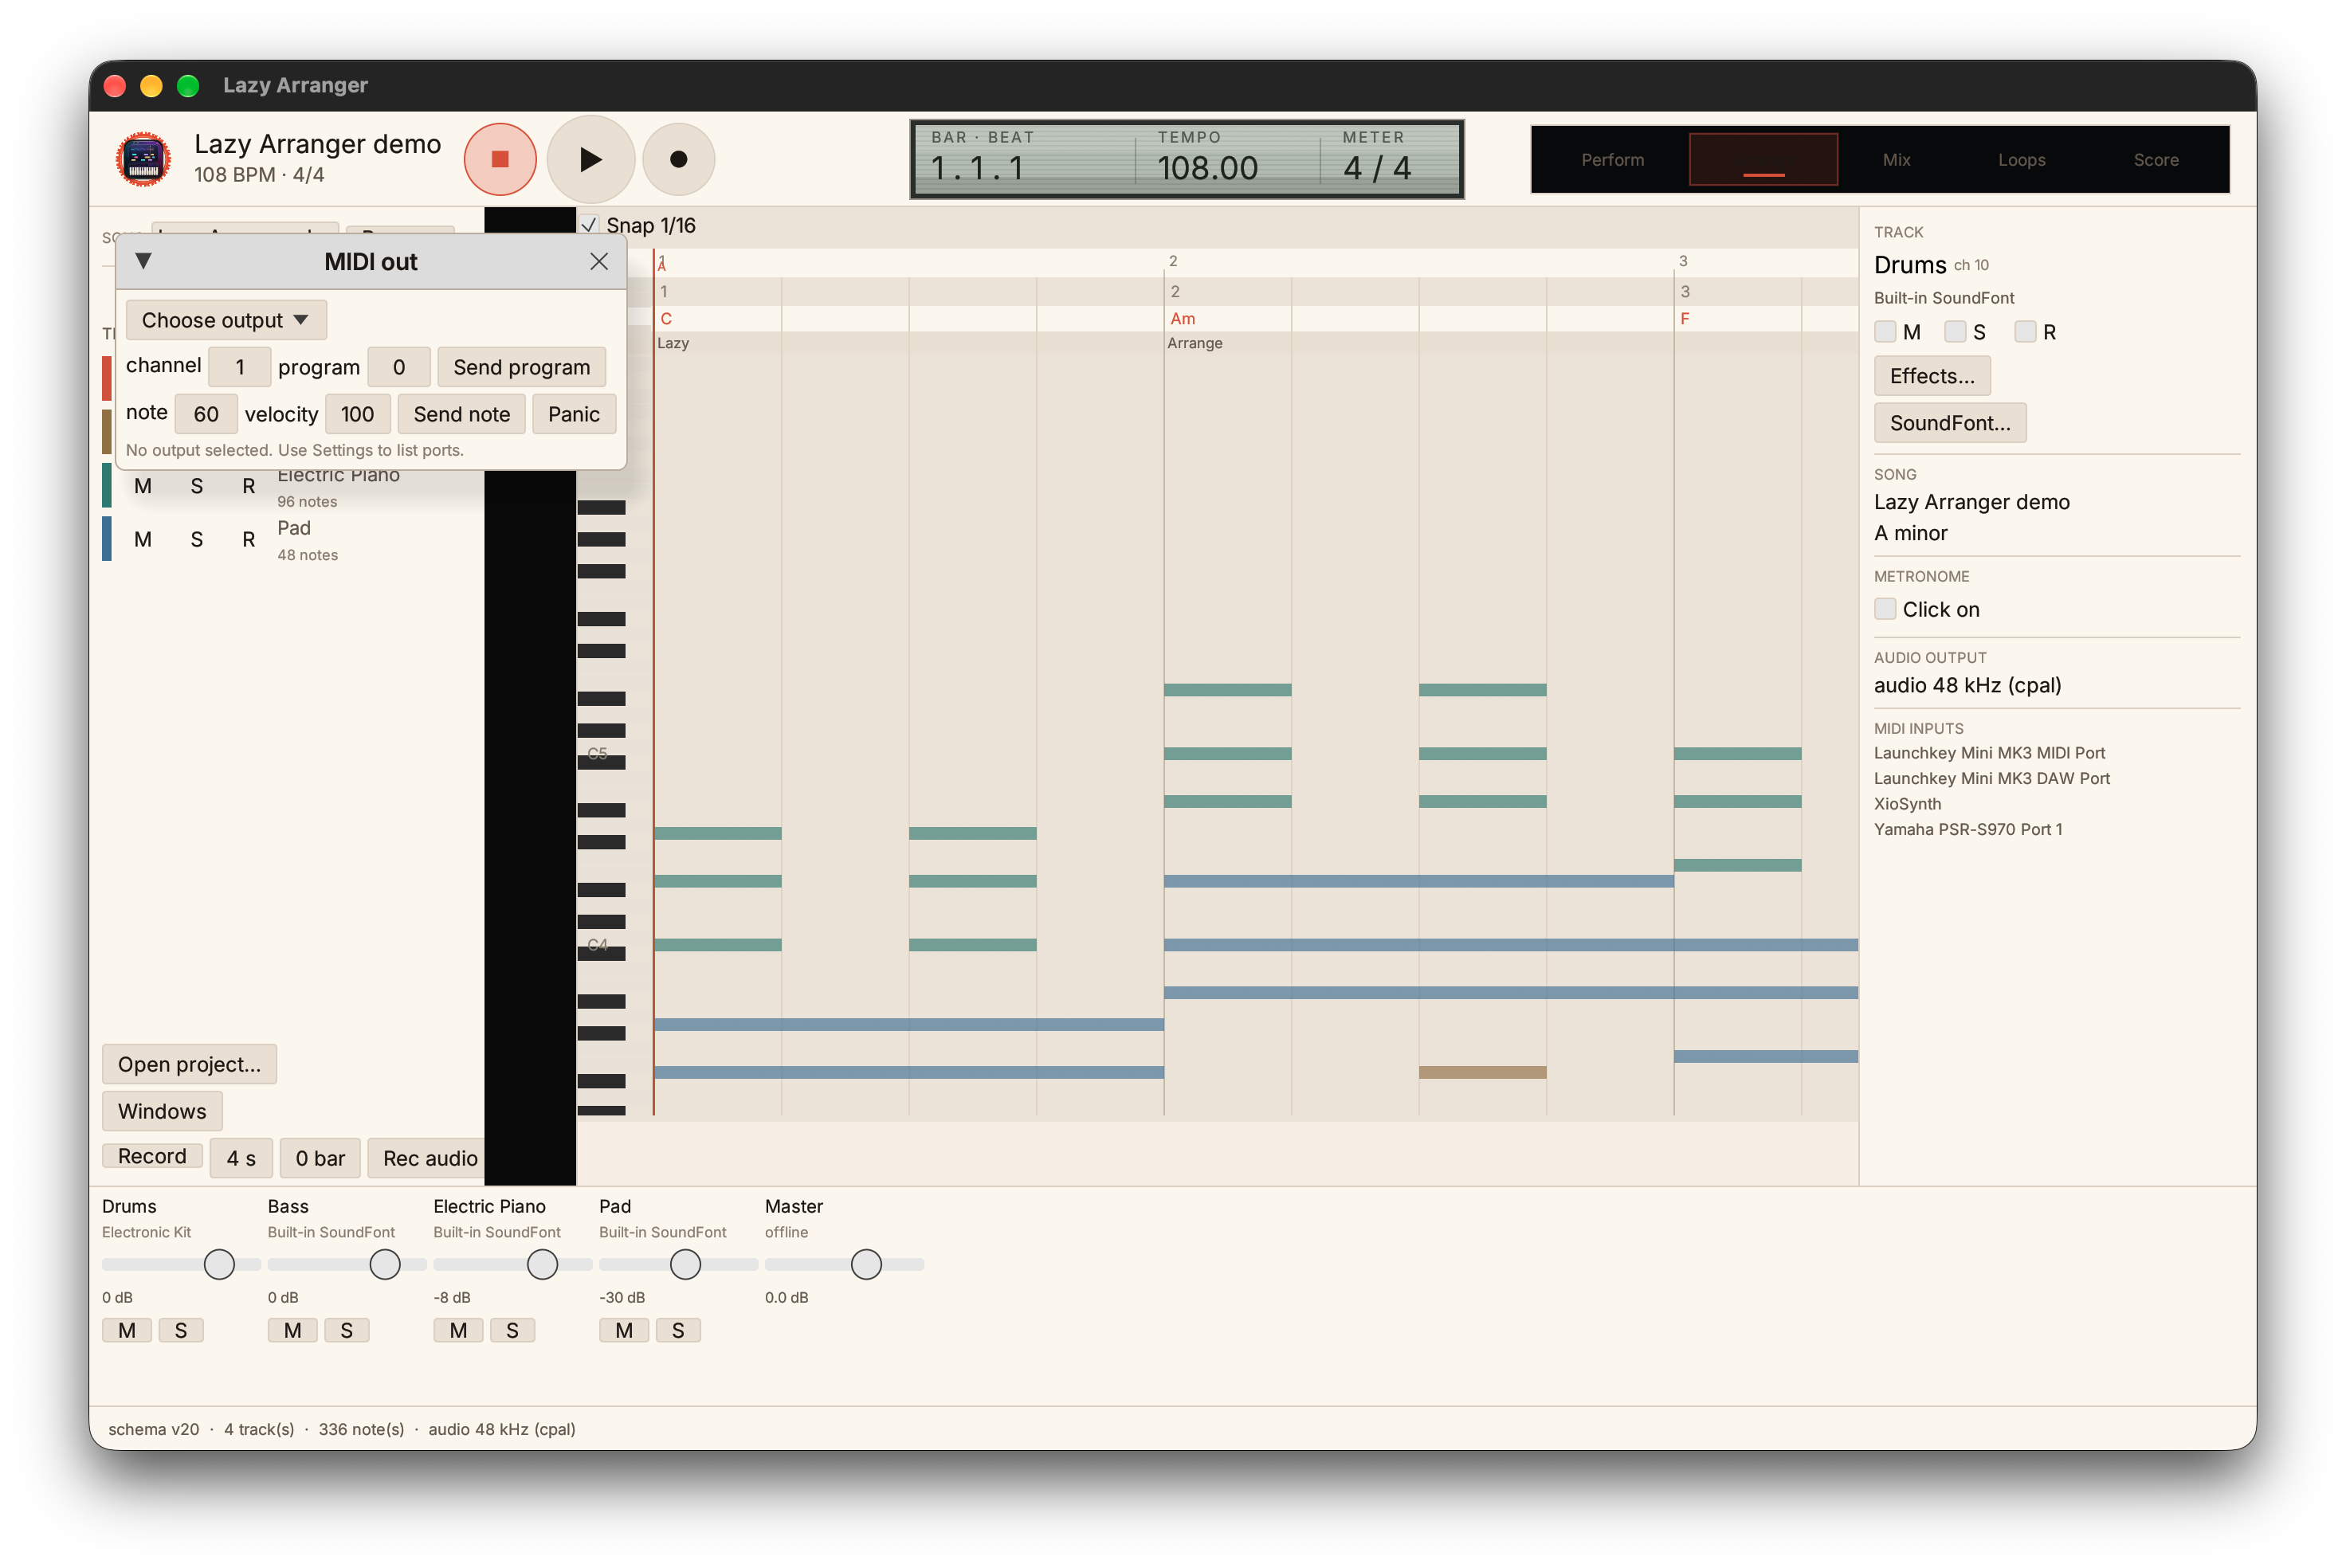 Lazy Arranger
Lazy Arranger demo
108 BPM · 4/4
BAR · BEAT
1.1.1
TEMPO
108.00
METER
4 / 4
Perform
Mix
Loops
Score
MIDI out
Choose output
channel 1 program 0 Send program
note 60 velocity 100 Send note Panic
No output selected. Use Settings to list ports.
M S R Electric Piano
96 notes
M S R Pad
48 notes
Open project...
Windows
Record 4 s 0 bar Rec audio
Snap 1/16
1 2 3
A
1 2 3
C Am F
Lazy Arrange
C5
C4
TRACK
Drums ch 10
Built-in SoundFont
M S R
Effects...
SoundFont...
SONG
Lazy Arranger demo
A minor
METRONOME
Click on
AUDIO OUTPUT
audio 48 kHz (cpal)
MIDI INPUTS
Launchkey Mini MK3 MIDI Port
Launchkey Mini MK3 DAW Port
XioSynth
Yamaha PSR-S970 Port 1
Drums Bass Electric Piano Pad Master
Electronic Kit Built-in SoundFont Built-in SoundFont Built-in SoundFont offline
0 dB 0 dB -8 dB -30 dB 0.0 dB
M S M S M S M S
schema v20 · 4 track(s) · 336 note(s) · audio 48 kHz (cpal)